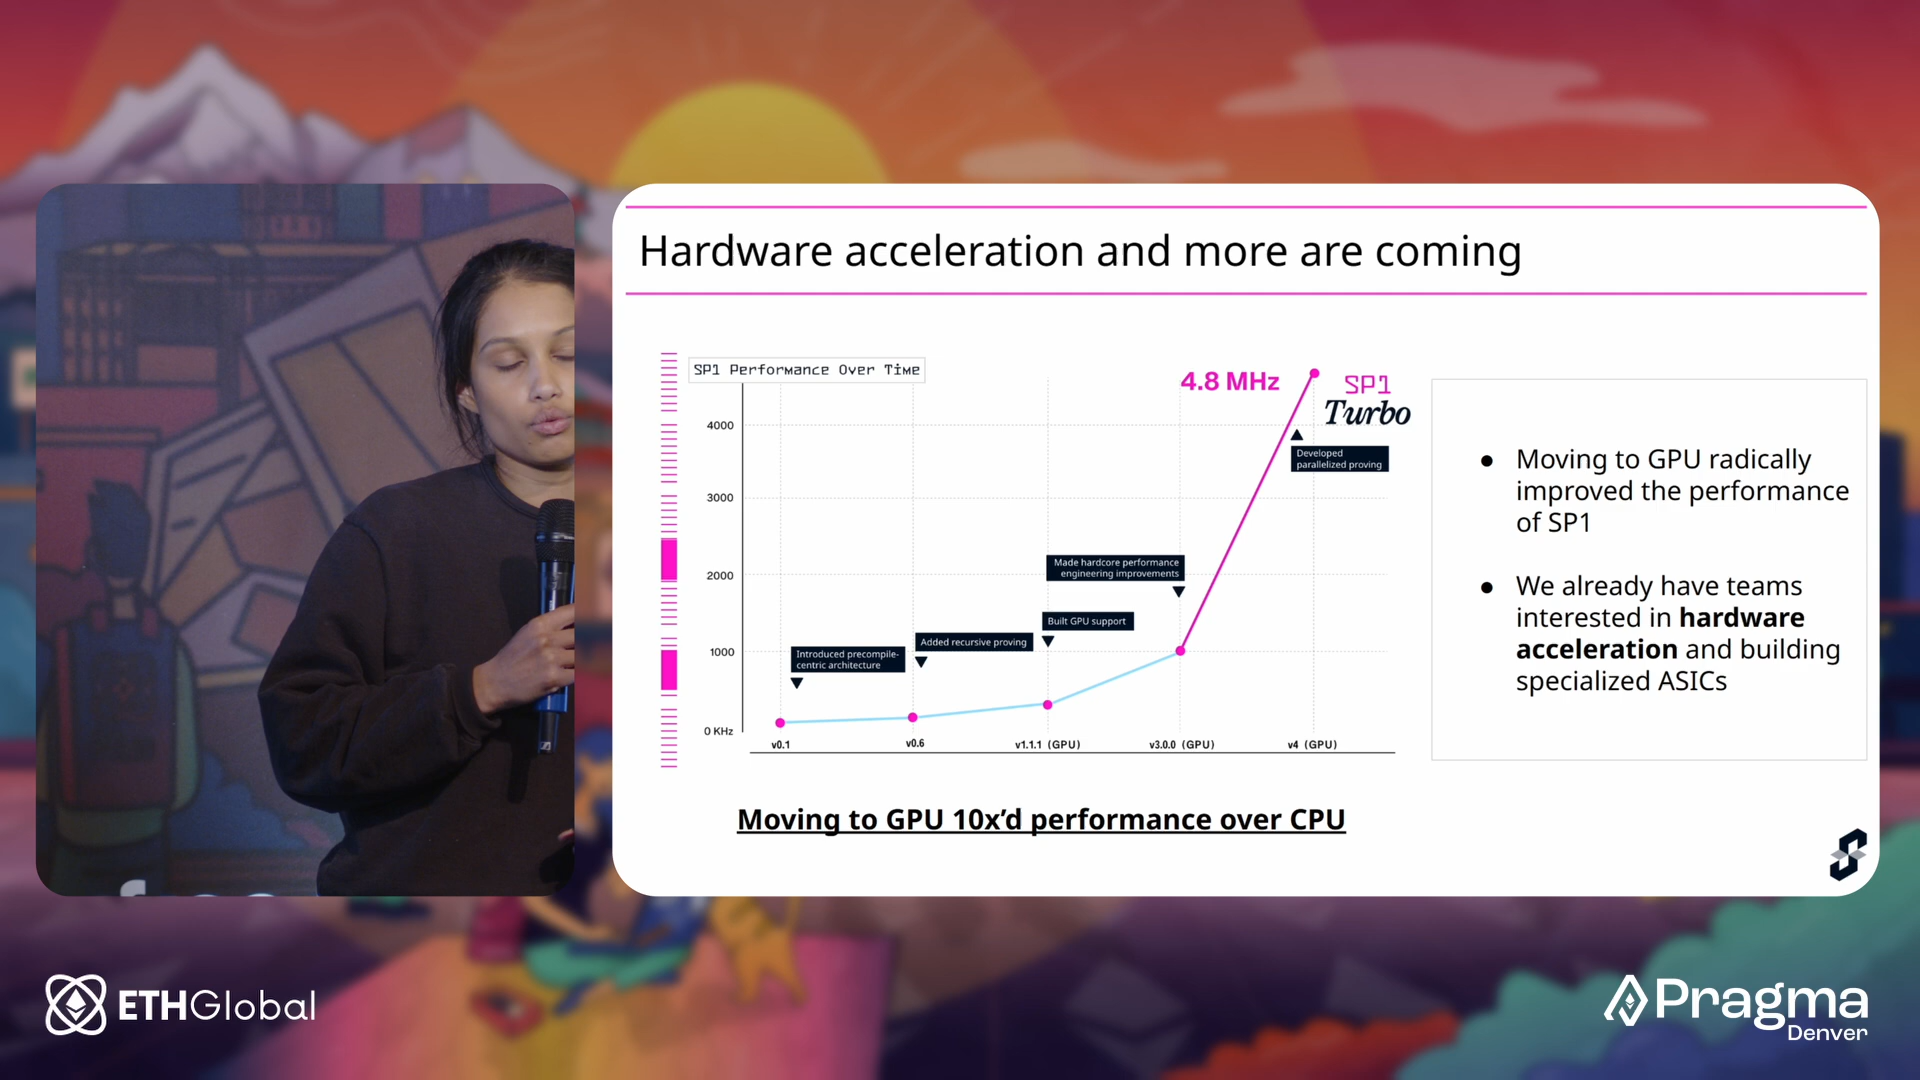 Hardware acceleration and more are coming
SP1 Performance Over Time
4.8 MHz
SP1
Turbo
4000
3000
2000
1000
0 KHz
Developed
parallelized proving
Made hardcore performance
engineering improvements
Built GPU support
Added recursive proving
Introduced precompile-
centric architecture
v0.1
v0.6
v1.1.1 (GPU)
v3.0.0 (GPU)
v4 (GPU)
Moving to GPU 10x’d performance over CPU
● Moving to GPU radically
improved the performance
of SP1
● We already have teams
interested in hardware
acceleration and building
specialized ASICs
ETHGlobal
Pragma
Denver